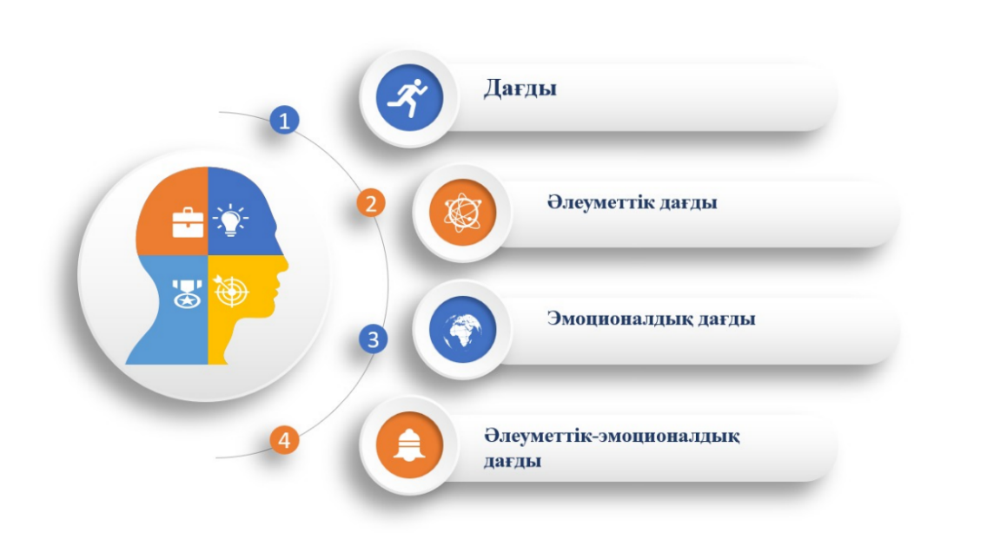 1
Дағды
2
Әлеуметтік дағды
3
Эмоционалдық дағды
4
Әлеуметтік-эмоционалдық
дағды